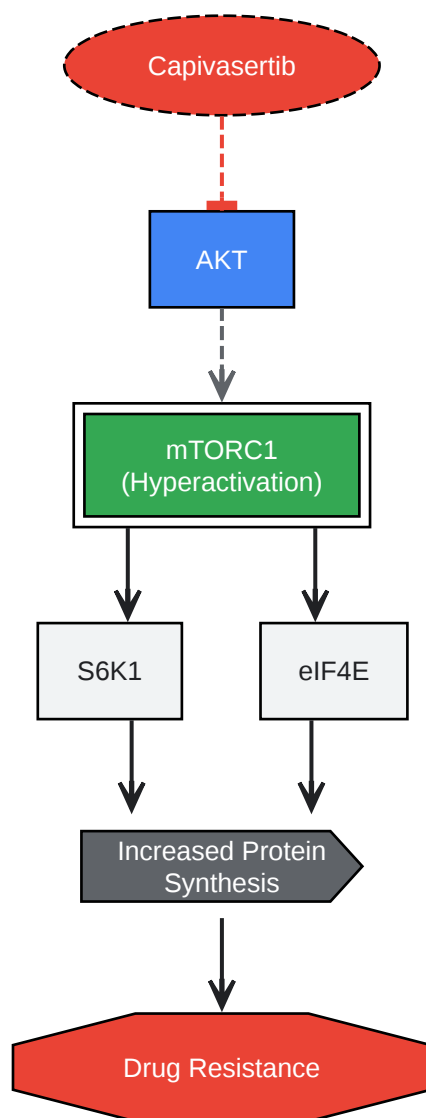 Capivasertib
AKT
mTORC1
(Hyperactivation)
S6K1
eIF4E
Increased Protein
Synthesis
Drug Resistance